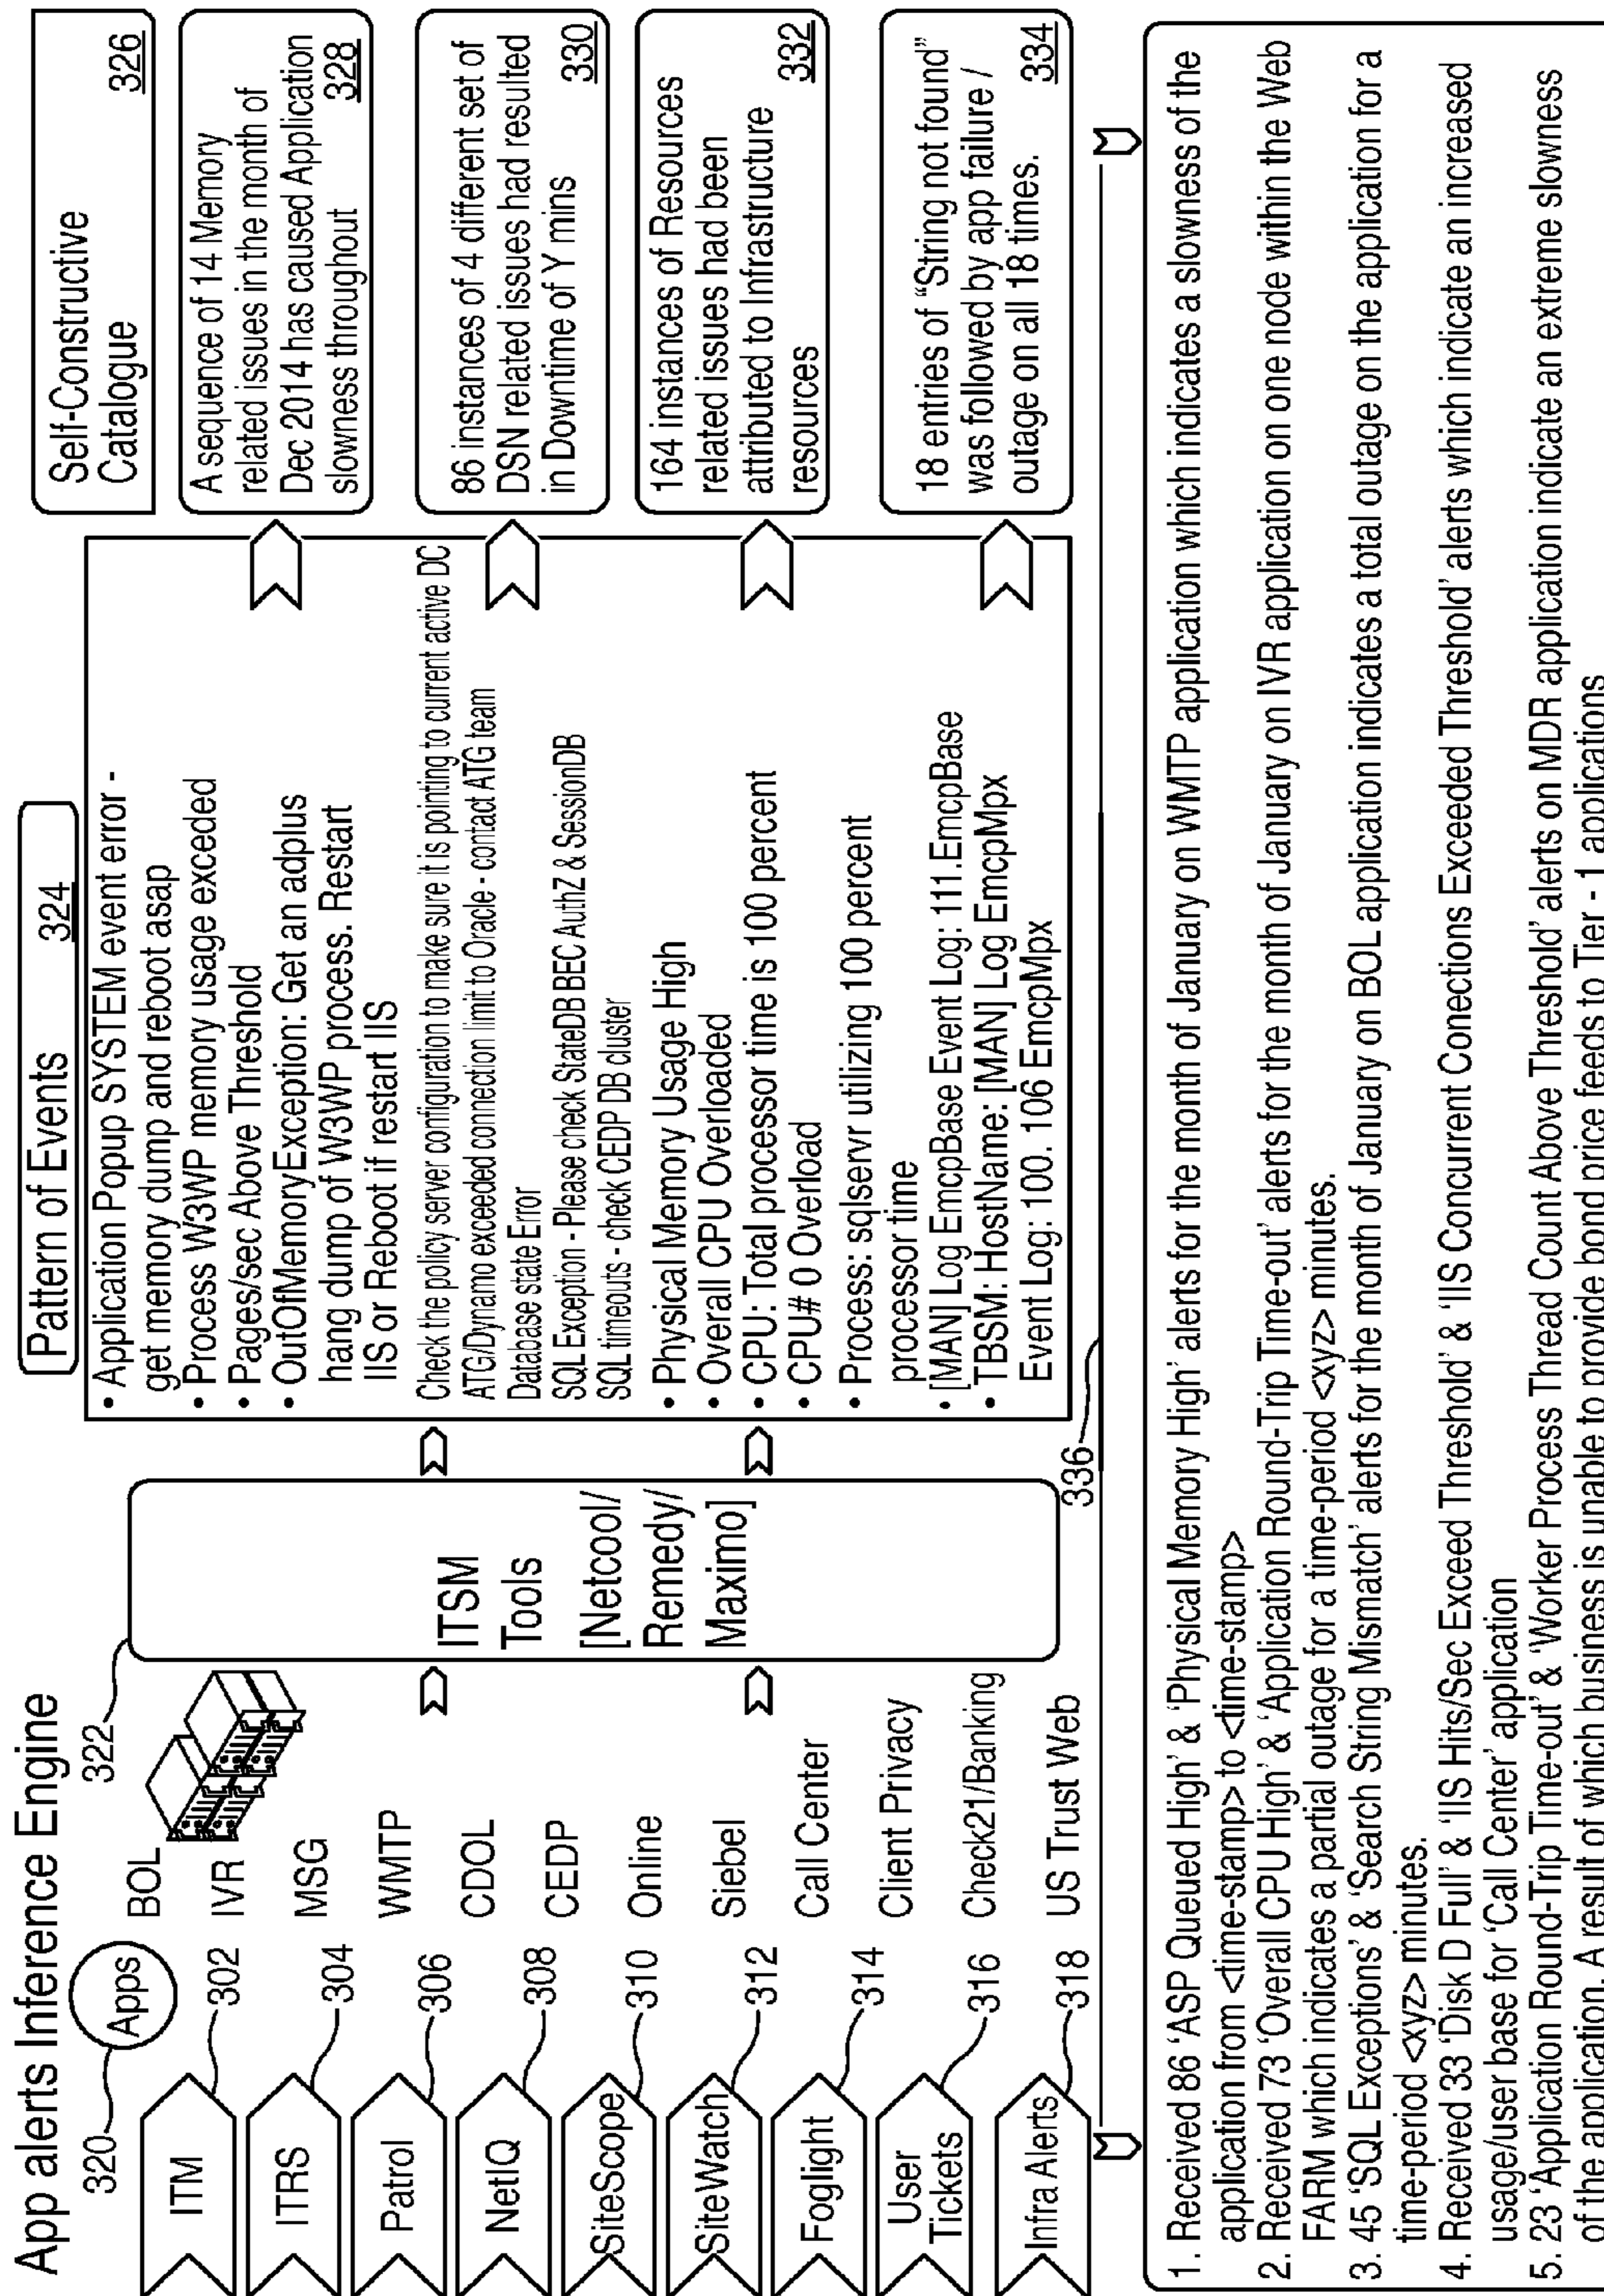 App alerts Inference Engine
320
Apps
ITM
302
ITRS
304
Patrol
306
NetIQ
308
SiteScope
310
SiteWatch
312
Foglight
314
User
Tickets
316
Infra Alerts
318
BOL
IVR
MSG
WMTP
CDOL
CEDP
Online
Siebel
Call Center
Client Privacy
Check21/Banking
US Trust Web
322
ITSM
Tools
[Netcool/
Remedy/
Maximo]
Pattern of Events 324
• Application Popup SYSTEM event error -
get memory dump and reboot asap
• Process W3WP memory usage exceeded
• Pages/sec Above Threshold
• OutOfMemoryException: Get an adplus
hang dump of W3WP process. Restart
IIS or Reboot if restart IIS
Check the policy server configuration to make sure it is pointing to current active DC
ATG/Dynamo exceeded connection limit to Oracle - contact ATG team
Database state Error
SQL Exception - Please check StateDB BEC AuthZ & SessionDB
SQL timeouts - check CEDP DB cluster
• Physical Memory Usage High
• Overall CPU Overloaded
• CPU: Total processor time is 100 percent
• CPU# 0 Overload
• Process: sqlservr utilizing 100 percent
processor time
• [MAN] Log EmcpBase Event Log: 111.EmcpBase
• TBSM: HostName: [MAN] Log EmcpMpx
Event Log: 100. 106 EmcpMpx
Self-Constructive
Catalogue 326
A sequence of 14 Memory
related issues in the month of
Dec 2014 has caused Application
slowness throughout 328
86 instances of 4 different set of
DSN related issues had resulted
in Downtime of Y mins 330
164 instances of Resources
related issues had been
attributed to Infrastructure
resources 332
18 entries of “String not found”
was followed by app failure /
outage on all 18 times. 334
336
1. Received 86 ‘ASP Queued High’ & ‘Physical Memory High’ alerts for the month of January on WMTP application which indicates a slowness of the
application from <time-stamp> to <time-stamp>
2. Received 73 ‘Overall CPU High’ & ‘Application Round-Trip Time-out’ alerts for the month of January on IVR application on one node within the Web
FARM which indicates a partial outage for a time-period <xyz> minutes.
3. 45 ‘SQL Exceptions’ & ‘Search String Mismatch’ alerts for the month of January on BOL application indicates a total outage on the application for a
time-period <xyz> minutes.
4. Received 33 ‘Disk D Full’ & ‘IIS Hits/Sec Exceed Threshold’ & ‘IIS Concurrent Conections Exceeded Threshold’ alerts which indicate an increased
usage/user base for ‘Call Center’ application
5. 23 ‘Application Round-Trip Time-out’ & ‘Worker Process Thread Count Above Threshold’ alerts on MDR application indicate an extreme slowness
of the application. A result of which business is unable to provide bond price feeds to Tier - 1 applications